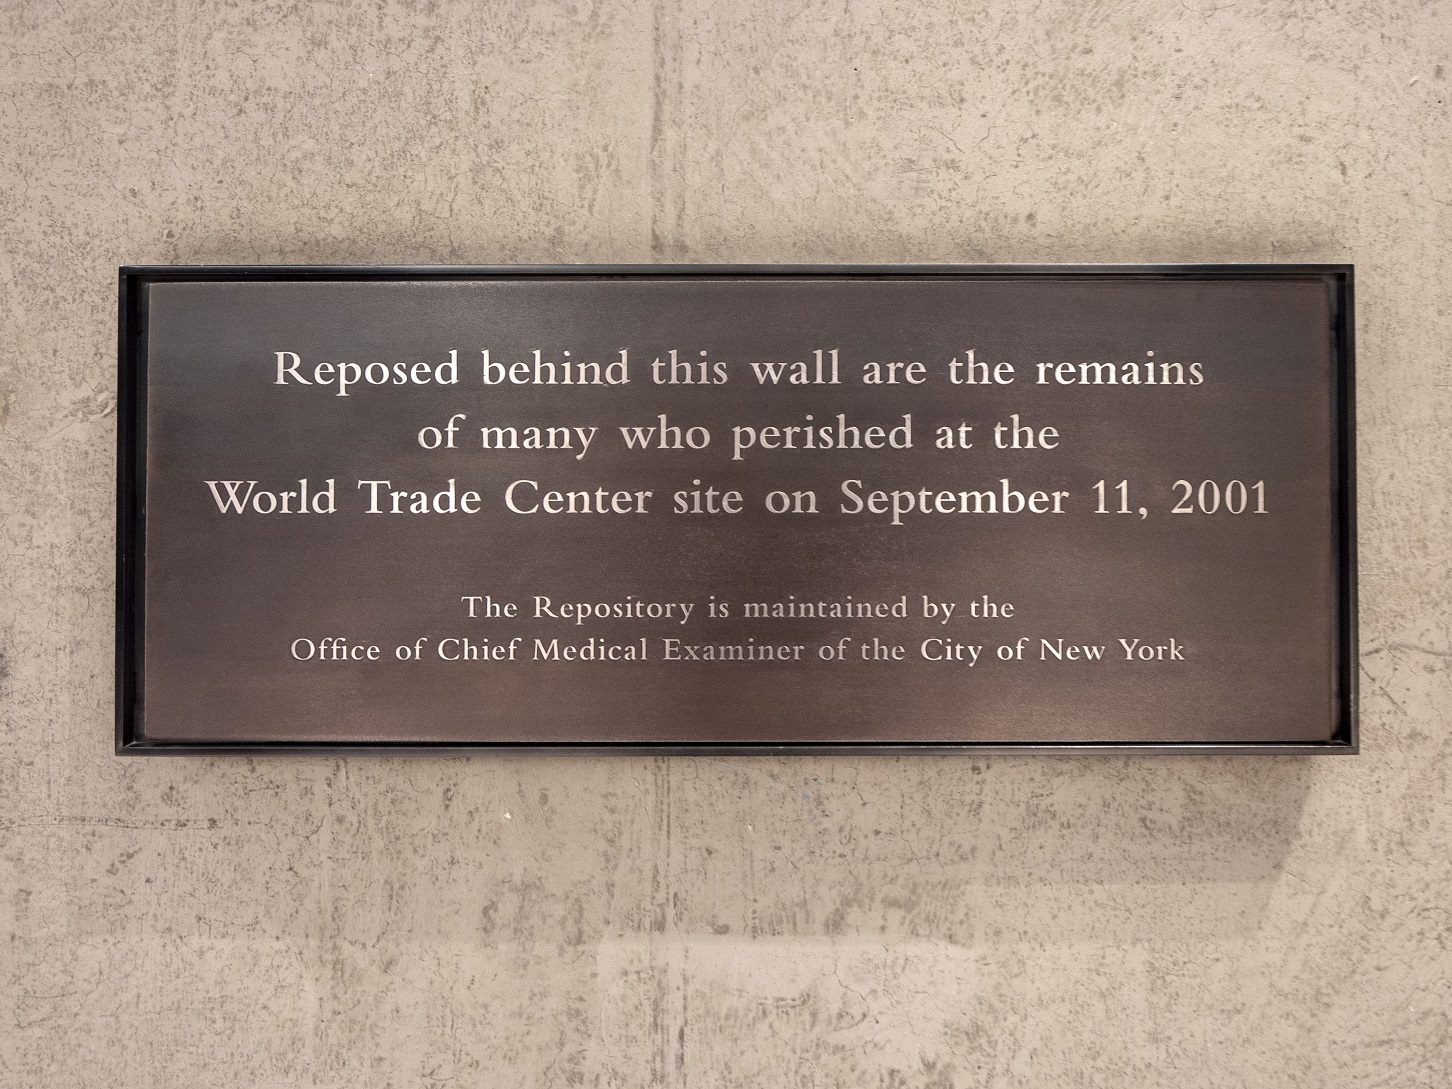 Reposed behind this wall are the remains
of many who perished at the
World Trade Center site on September 11, 2001
The Repository is maintained by the
Office of Chief Medical Examiner of the City of New York